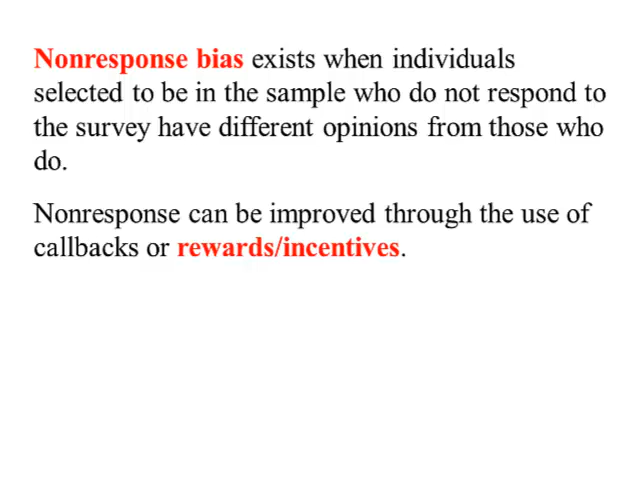 Nonresponse bias exists when individuals
selected to be in the sample who do not respond to
the survey have different opinions from those who
do.
Nonresponse can be improved through the use of
callbacks or rewards/incentives.